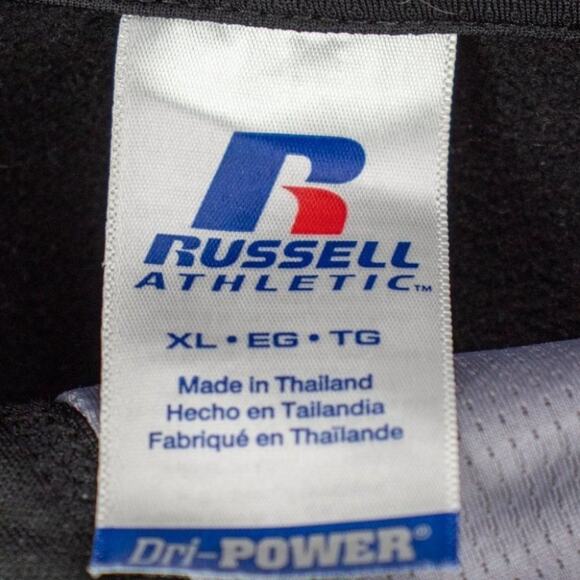 R
RUSSELL
ATHLETIC™
XL • EG • TG
Made in Thailand
Hecho en Tailandia
Fabriqué en Thaïlande
Dri-POWER®